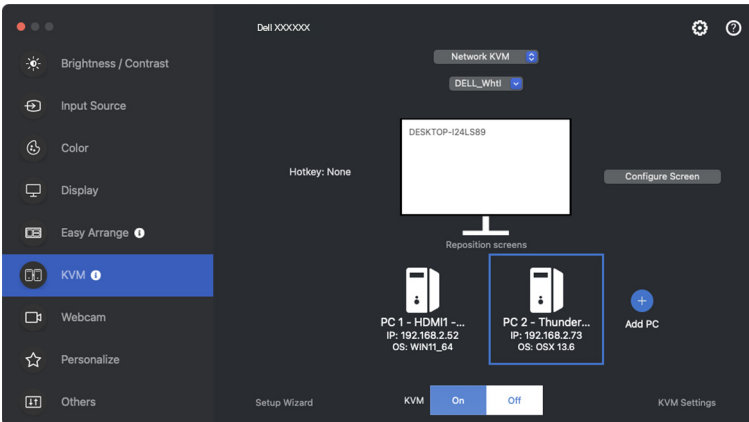 Dell XXXXXX
Brightness / Contrast
Input Source
Color
Display
Easy Arrange
KVM
Webcam
Personalize
Others
Network KVM
DELL_Whtl
DESKTOP-I24LS89
Hotkey: None
Configure Screen
Reposition screens
PC 1 - HDMI1 -...
IP: 192.168.2.52
OS: WIN11_64
PC 2 - Thunder...
IP: 192.168.2.73
OS: OSX 13.6
Add PC
Setup Wizard
KVM
On
Off
KVM Settings